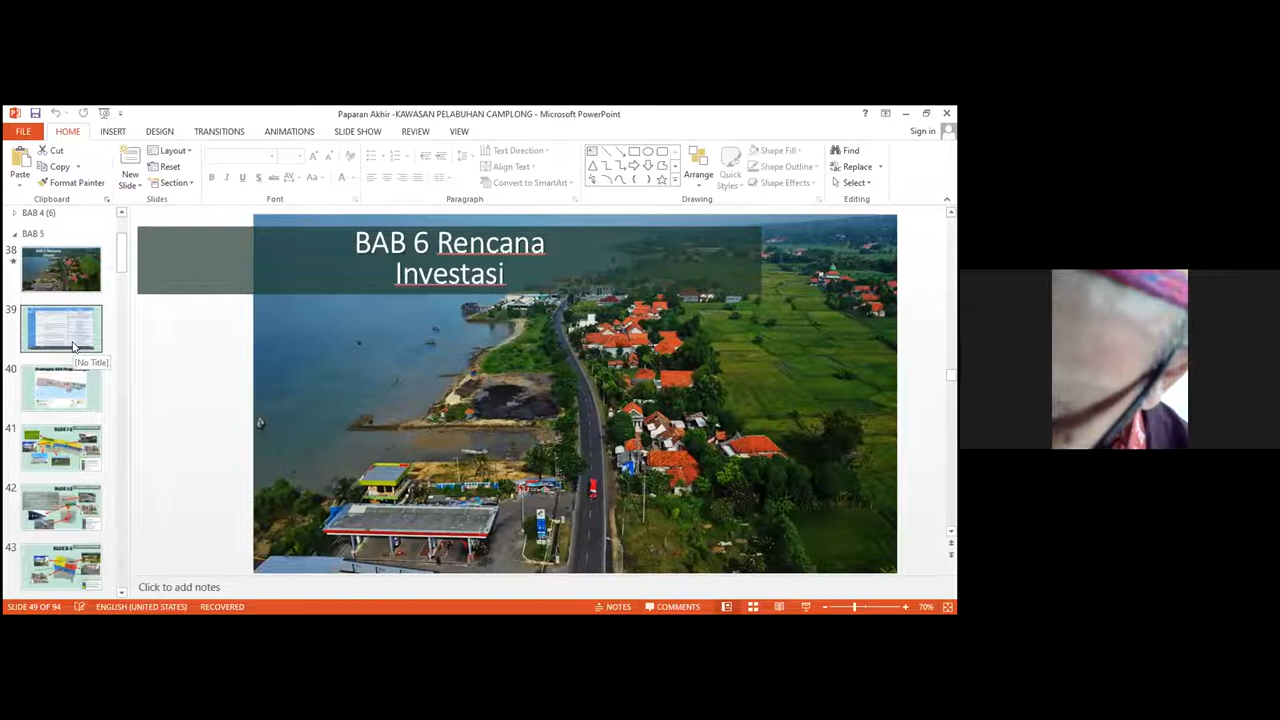 Paparan Akhir -KAWASAN PELABUHAN CAMPLONG - Microsoft PowerPoint
FILE HOME INSERT DESIGN TRANSITIONS ANIMATIONS SLIDE SHOW REVIEW VIEW Sign in
Paste
Cut
Copy
Format Painter
Clipboard
New Slide
Layout
Reset
Section
Slides
B I U S abc AV Aa A
Font
Text Direction
Align Text
Convert to SmartArt
Paragraph
Arrange
Quick Styles
Shape Fill
Shape Outline
Shape Effects
Drawing
Find
Replace
Select
Editing
BAB 4 (6)
BAB 5
38
39
[No Title]
40
41
42
43
BAB 6 Rencana
Investasi
Click to add notes
SLIDE 49 OF 94 ENGLISH (UNITED STATES) RECOVERED NOTES COMMENTS 70%